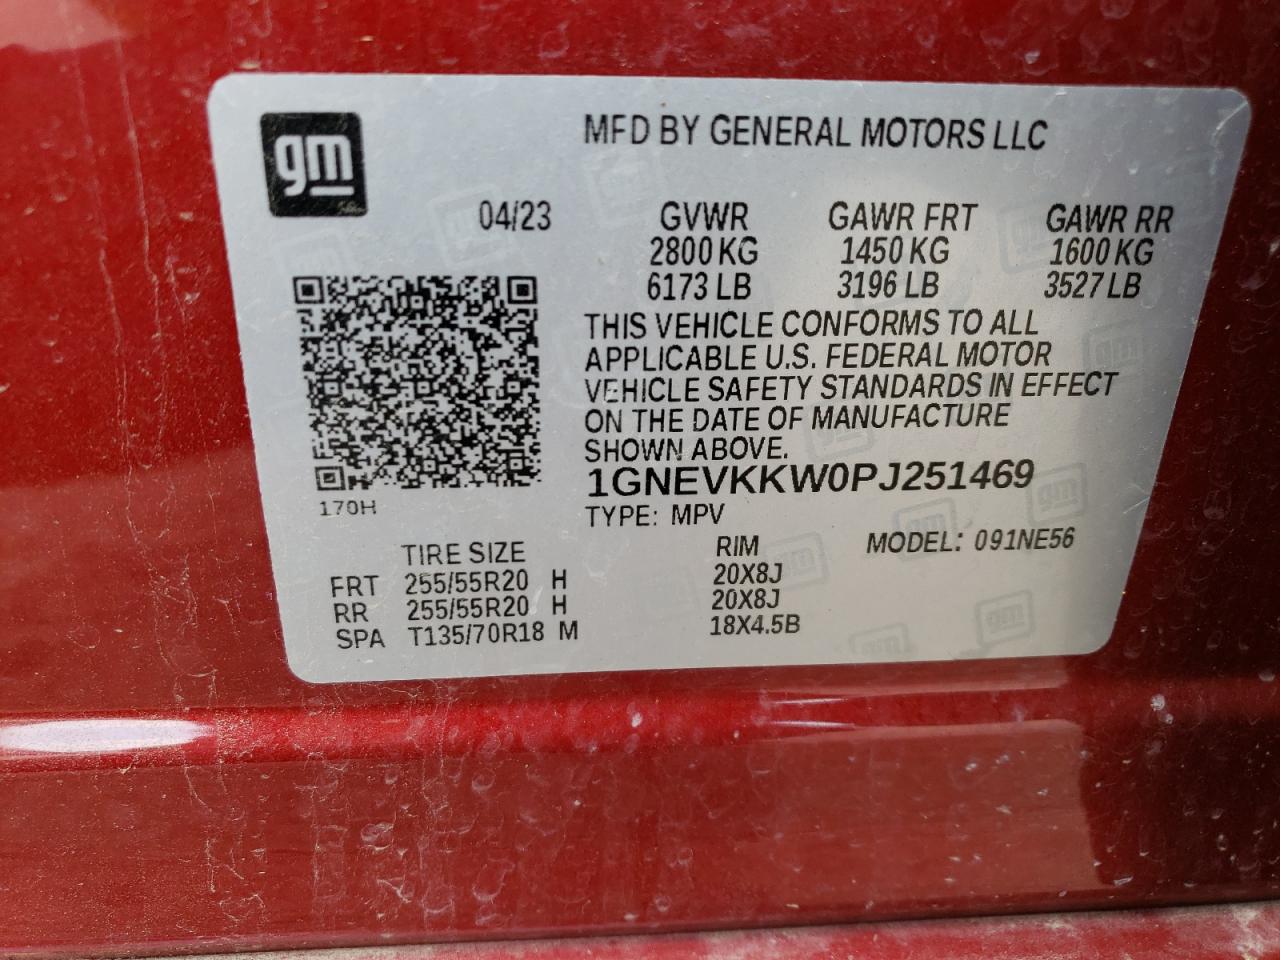 gm
MFD BY GENERAL MOTORS LLC
04/23
GVWR GAWR FRT GAWR RR
2800 KG 1450 KG 1600 KG
6173 LB 3196 LB 3527 LB
THIS VEHICLE CONFORMS TO ALL
APPLICABLE U.S. FEDERAL MOTOR
VEHICLE SAFETY STANDARDS IN EFFECT
ON THE DATE OF MANUFACTURE
SHOWN ABOVE.
1GNEVKKW0PJ251469
170H
TYPE: MPV
MODEL: 091NE56
TIRE SIZE RIM
FRT 255/55R20 H 20X8J
RR 255/55R20 H 20X8J
SPA T135/70R18 M 18X4.5B